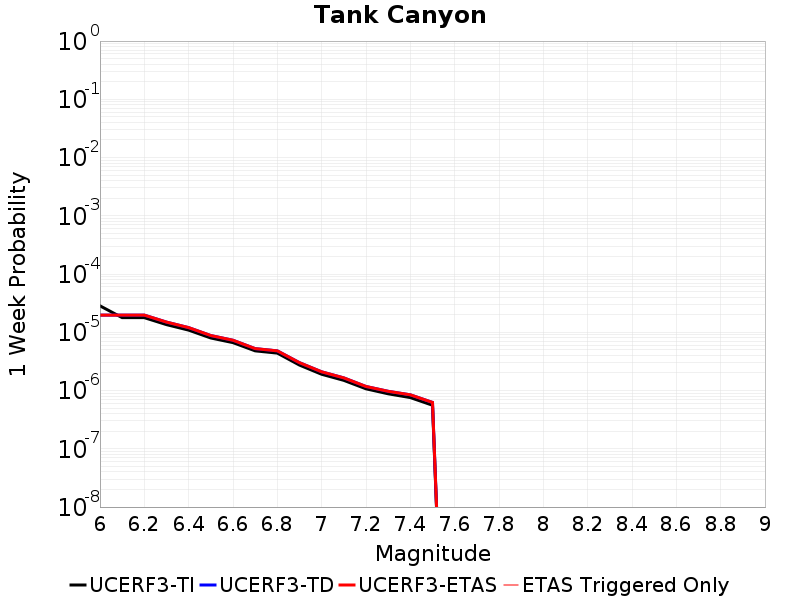 Tank Canyon
1 Week Probability
10^0
10^-1
10^-2
10^-3
10^-4
10^-5
10^-6
10^-7
10^-8
6 6.2 6.4 6.6 6.8 7 7.2 7.4 7.6 7.8 8 8.2 8.4 8.6 8.8 9
Magnitude
UCERF3-TI UCERF3-TD UCERF3-ETAS ETAS Triggered Only